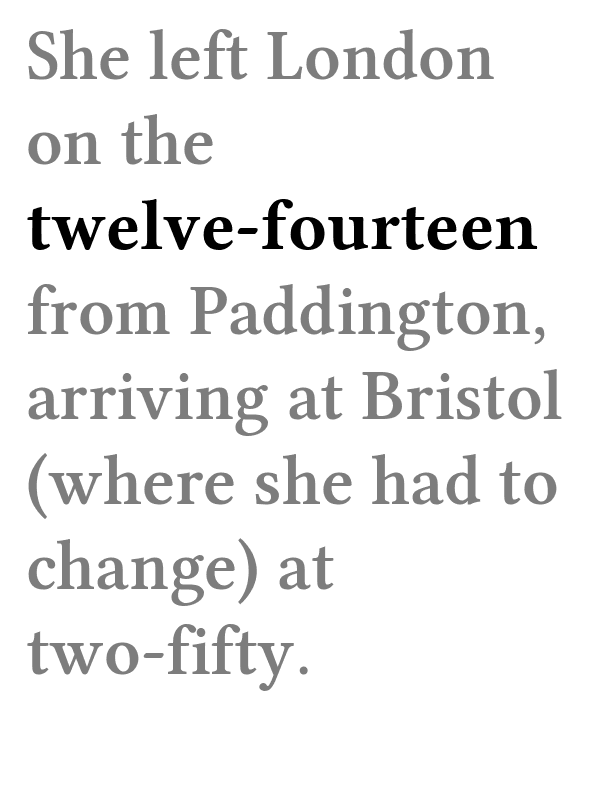 She left London
on the
twelve-fourteen
from Paddington,
arriving at Bristol
(where she had to
change) at
two-fifty.